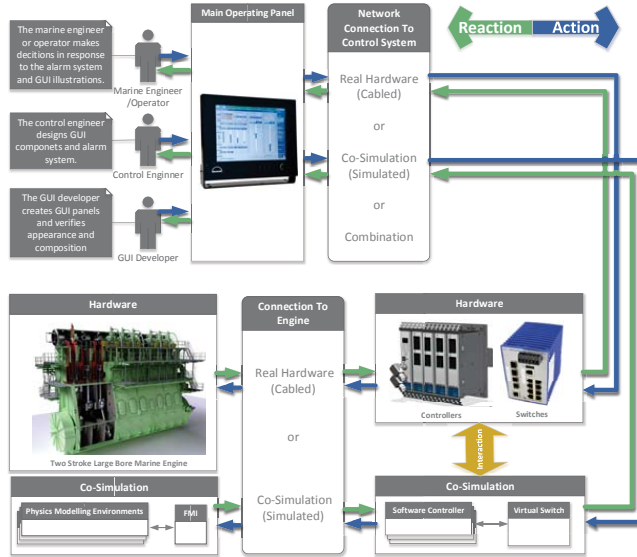 The marine engineer
or operator makes
decitions in response
to the alarm system
and GUI illustrations.
Marine Engineer
/Operator
The control engineer
designs GUI
componets and alarm
system.
Control Enginner
The GUI developer
creates GUI panels
and verifies
appearance and
composition
GUI Developer
Main Operating Panel
Network
Connection To
Control System
Real Hardware
(Cabled)
or
Co-Simulation
(Simulated)
or
Combination
Reaction
Action
Hardware
Two Stroke Large Bore Marine Engine
Co-Simulation
Physics Modelling Environments
FMI
Connection To
Engine
Real Hardware
(Cabled)
or
Co-Simulation
(Simulated)
Hardware
Controllers
Switches
Interaction
Co-Simulation
Software Controller
Virtual Switch